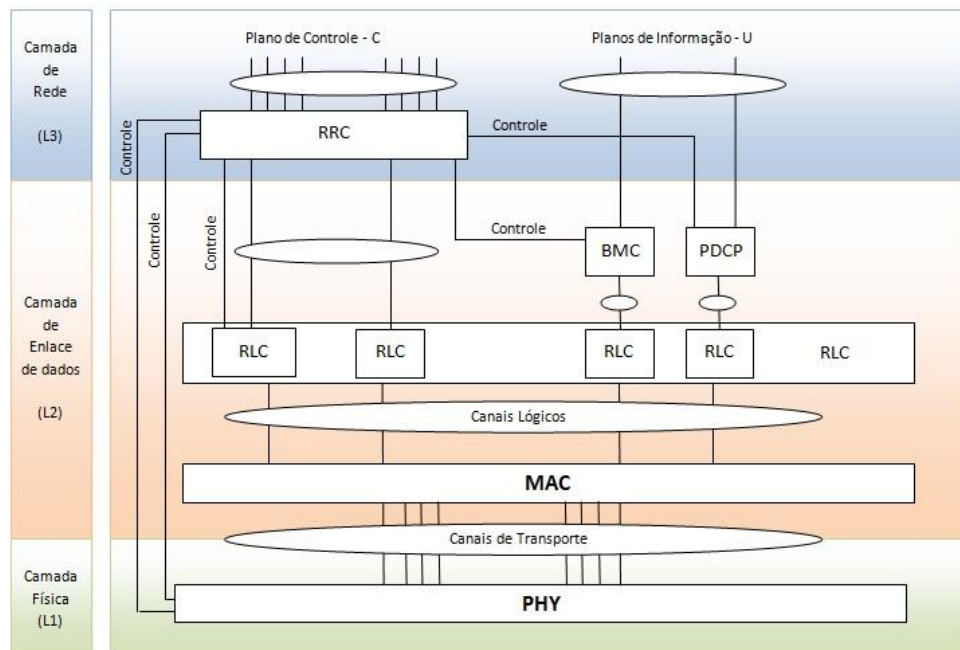 Camada
de
Rede
(L3)
Plano de Controle - C
Planos de Informação - U
RRC
Controle
Controle
Controle
Controle
Controle
BMC
PDCP
Camada
de
Enlace
de dados
(L2)
RLC
RLC
RLC
RLC
RLC
Canais Lógicos
MAC
Canais de Transporte
Camada
Física
(L1)
PHY